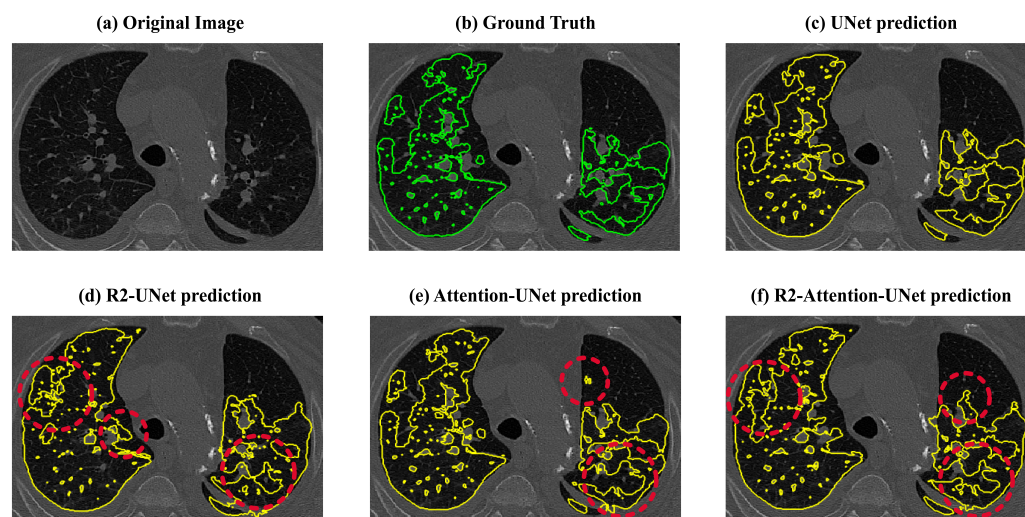 (a) Original Image
(b) Ground Truth
(c) UNet prediction
(d) R2-UNet prediction
(e) Attention-UNet prediction
(f) R2-Attention-UNet prediction